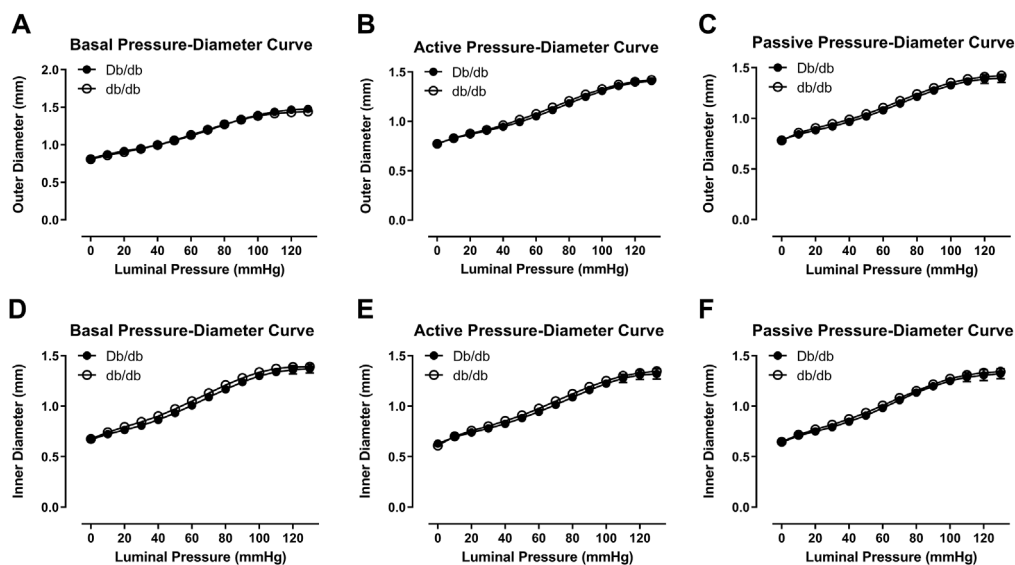 A
Basal Pressure-Diameter Curve
Db/db
db/db
Outer Diameter (mm)
2.0
1.5
1.0
0.5
0.0
0 20 40 60 80 100 120
Luminal Pressure (mmHg)
B
Active Pressure-Diameter Curve
Db/db
db/db
Outer Diameter (mm)
1.5
1.0
0.5
0.0
0 20 40 60 80 100 120
Luminal Pressure (mmHg)
C
Passive Pressure-Diameter Curve
Db/db
db/db
Outer Diameter (mm)
1.5
1.0
0.5
0.0
0 20 40 60 80 100 120
Luminal Pressure (mmHg)
D
Basal Pressure-Diameter Curve
Db/db
db/db
Inner Diameter (mm)
1.5
1.0
0.5
0.0
0 20 40 60 80 100 120
Luminal Pressure (mmHg)
E
Active Pressure-Diameter Curve
Db/db
db/db
Inner Diameter (mm)
1.5
1.0
0.5
0.0
0 20 40 60 80 100 120
Luminal Pressure (mmHg)
F
Passive Pressure-Diameter Curve
Db/db
db/db
Inner Diameter (mm)
1.5
1.0
0.5
0.0
0 20 40 60 80 100 120
Luminal Pressure (mmHg)